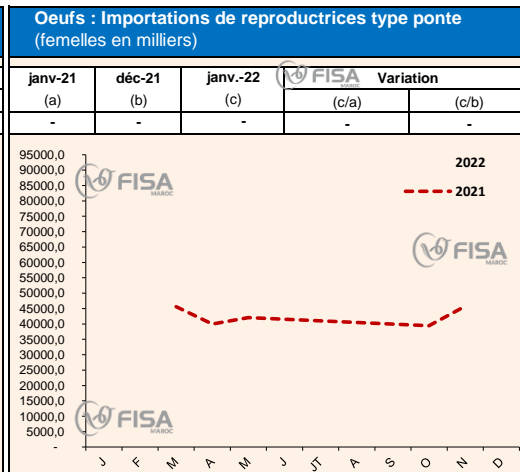 Oeufs : Importations de reproductrices type ponte
(femelles en milliers)
janv-21 déc-21 janv.-22 FISA MAROC Variation
(a) (b) (c) (c/a) (c/b)
- - - - -
95000,0
90000,0
85000,0
80000,0
75000,0
70000,0
65000,0
60000,0
55000,0
50000,0
45000,0
40000,0
35000,0
30000,0
25000,0
20000,0
15000,0
10000,0
5000,0
-
2022
2021
FISA
MAROC
FISA
MAROC
FISA
MAROC
J F M A M J JT A S O N D